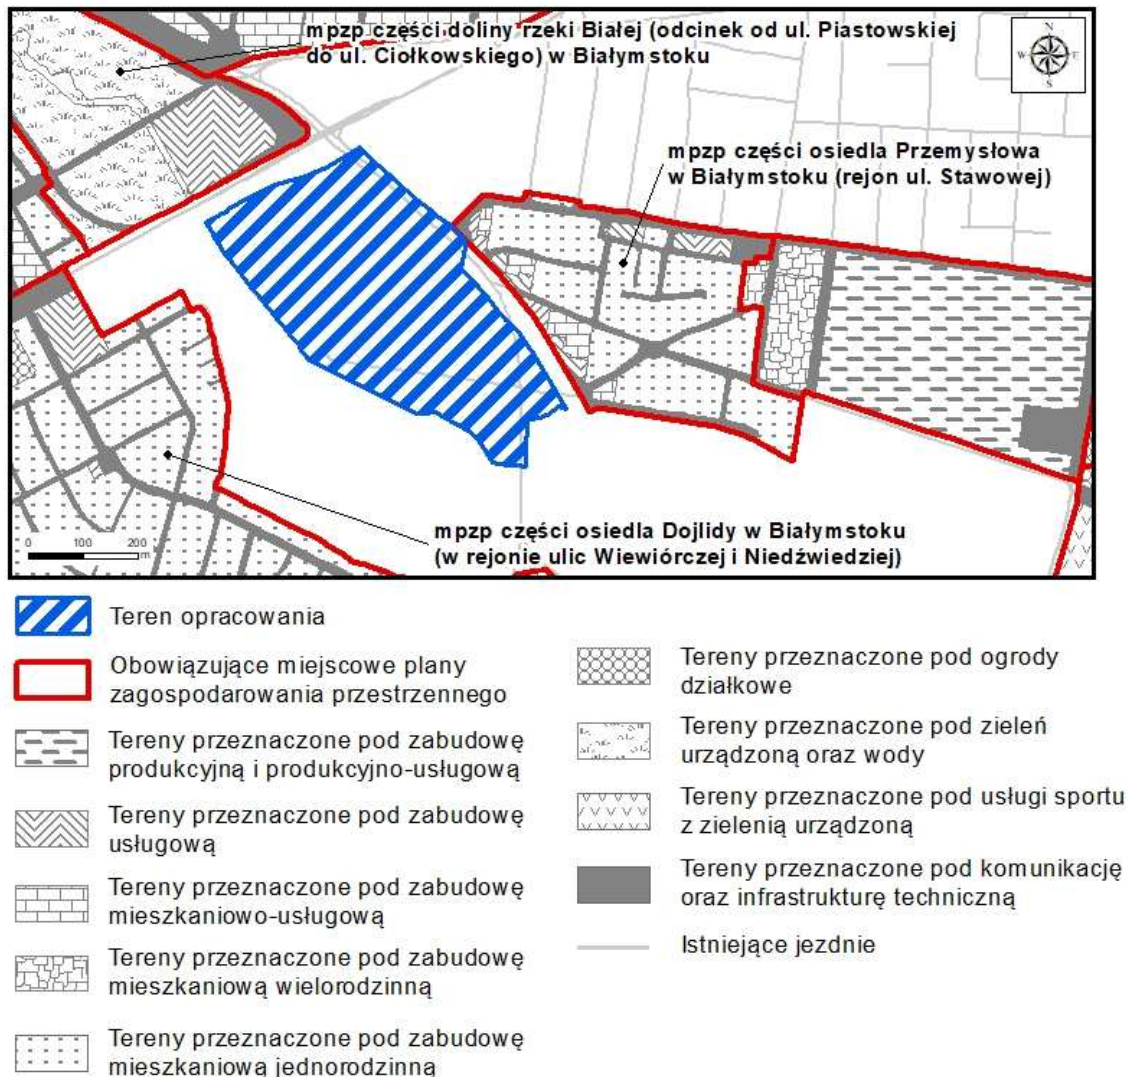 mpzp części doliny rzeki Białej (odcinek od ul. Piastowskiej
do ul. Ciołkowskiego) w Białymstoku
N
W E
S
mpzp części osiedla Przemysłowa
w Białymstoku (rejon ul. Stawowej)
mpzp części osiedla Dojlidy w Białymstoku
(w rejonie ulic Wiewiórczej i Niedźwiedziej)
0 100 200
m
Teren opracowania
Obowiązujące miejscowe plany
zagospodarowania przestrzennego
Tereny przeznaczone pod zabudowę
produkcyjną i produkcyjno-usługową
Tereny przeznaczone pod zabudowę
usługową
Tereny przeznaczone pod zabudowę
mieszkaniowo-usługową
Tereny przeznaczone pod zabudowę
mieszkaniową wielorodzinną
Tereny przeznaczone pod zabudowę
mieszkaniową jednorodzinną
Tereny przeznaczone pod ogrody
działkowe
Tereny przeznaczone pod zieleń
urządzoną oraz wody
Tereny przeznaczone pod usługi sportu
z zielenią urządzoną
Tereny przeznaczone pod komunikację
oraz infrastrukturę techniczną
Istniejące jezdnie